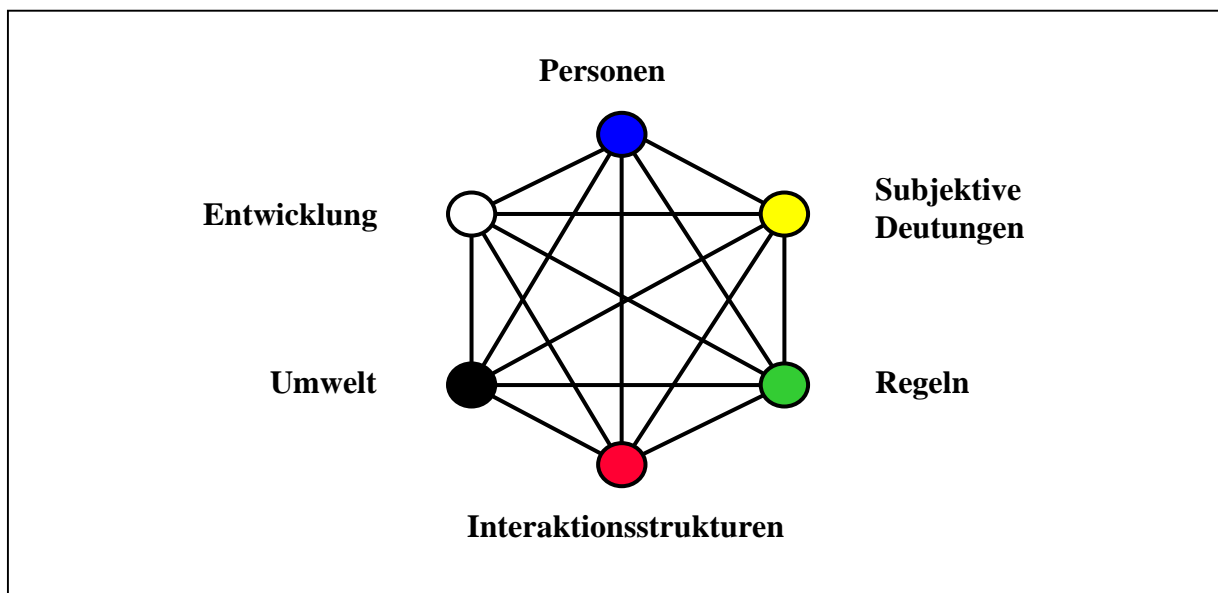 Personen
Subjektive
Deutungen
Entwicklung
Umwelt
Regeln
Interaktionsstrukturen